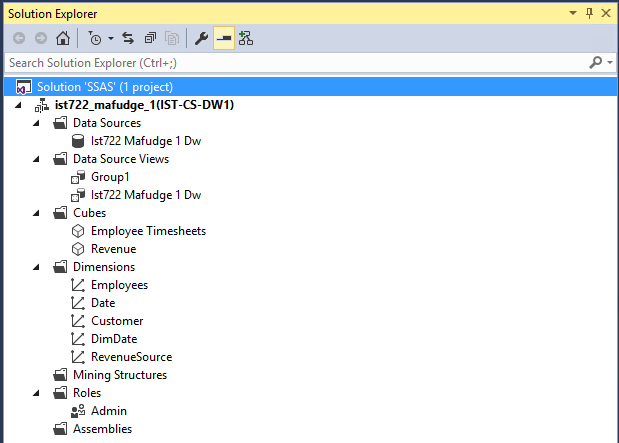 Solution Explorer
Search Solution Explorer (Ctrl+;)
Solution 'SSAS' (1 project)
ist722_mafudge_1(IST-CS-DW1)
Data Sources
Ist722 Mafudge 1 Dw
Data Source Views
Group1
Ist722 Mafudge 1 Dw
Cubes
Employee Timesheets
Revenue
Dimensions
Employees
Date
Customer
DimDate
RevenueSource
Mining Structures
Roles
Admin
Assemblies